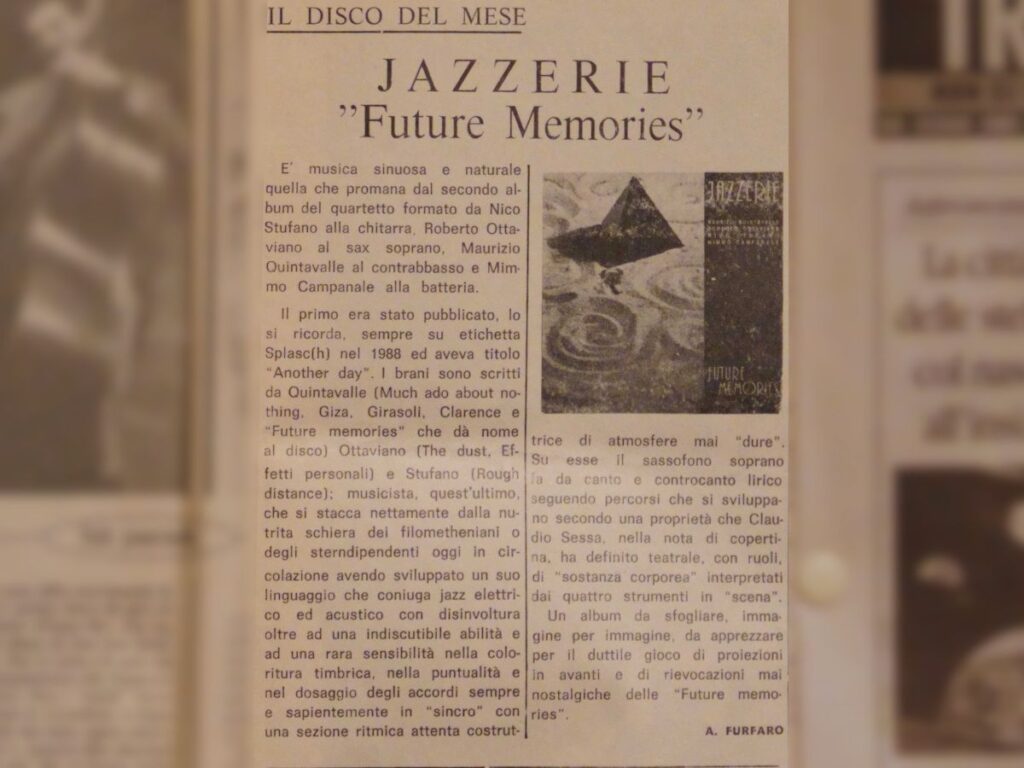 IL DISCO DEL MESE
JAZZERIE
”Future Memories”
E' musica sinuosa e naturale
quella che promana dal secondo al-
bum del quartetto formato da Nico
Stufano alla chitarra, Roberto Otta-
viano al sax soprano, Maurizio
Quintavalle al contrabbasso e Mim-
mo Campanale alla batteria.
Il primo era stato pubblicato, lo
si ricorda, sempre su etichetta
Splasc(h) nel 1988 ed aveva titolo
"Another day". I brani sono scritti
da Quintavalle (Much ado about no-
thing, Giza, Girasoli, Clarence e
"Future memories" che dà nome
al disco) Ottaviano (The dust, Ef-
fetti personali) e Stufano (Rough
distance); musicista, quest'ultimo,
che si stacca nettamente dalla nu-
trita schiera dei filometheniani o
degli sterndipendenti oggi in cir-
colazione avendo sviluppato un suo
linguaggio che coniuga jazz elettri-
co ed acustico con disinvoltura
oltre ad una indiscutibile abilità e
ad una rara sensibilità nella colo-
ritura timbrica, nella puntualità e
nel dosaggio degli accordi sempre
e sapientemente in "sincro" con
una sezione ritmica attenta costrut-
JAZZERIE
MAURIZIO QUINTAVALLE
ROBERTO OTTAVIANO
NICO STUFANO
MIMMO CAMPANALE
FUTURE
MEMORIES
trice di atmosfere mai "dure".
Su esse il sassofono soprano
fa da canto e controcanto lirico
seguendo percorsi che si sviluppa-
no secondo una proprietà che Clau-
dio Sessa, nella nota di coperti-
na, ha definito teatrale, con ruoli,
di "sostanza corporea" interpretati
dai quattro strumenti in "scena".
Un album da sfogliare, imma-
gine per immagine, da apprezzare
per il duttile gioco di proiezioni
in avanti e di rievocazioni mai
nostalgiche delle "Future memo-
ries".
A. FURFARO